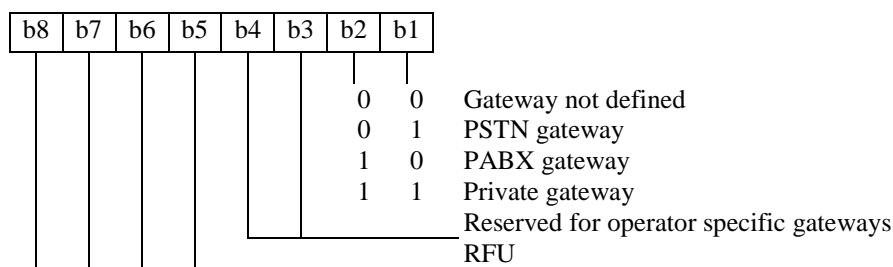 b8 b7 b6 b5 b4 b3 b2 b1
0 0 Gateway not defined
0 1 PSTN gateway
1 0 PABX gateway
1 1 Private gateway
Reserved for operator specific gateways
RFU